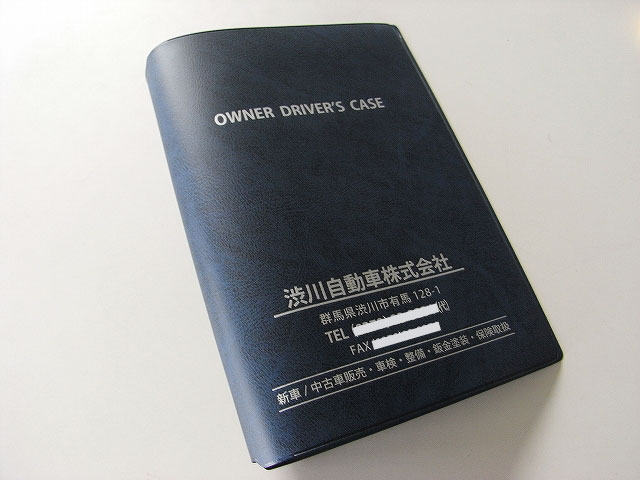 OWNER DRIVER'S CASE
渋川自動車株式会社
群馬県渋川市有馬 128-1
TEL ㈹
FAX
新車/中古車販売・車検・整備・鈑金塗装・保険取扱